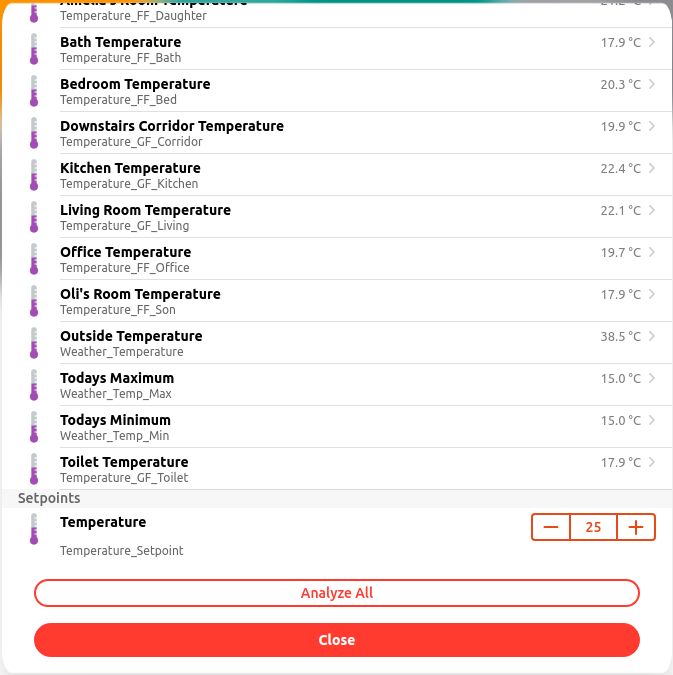 Temperature_FF_Daughter
Bath Temperature
17.9 °C
Temperature_FF_Bath
Bedroom Temperature
20.3 °C
Temperature_FF_Bed
Downstairs Corridor Temperature
19.9 °C
Temperature_GF_Corridor
Kitchen Temperature
22.4 °C
Temperature_GF_Kitchen
Living Room Temperature
22.1 °C
Temperature_GF_Living
Office Temperature
19.7 °C
Temperature_FF_Office
Oli's Room Temperature
17.9 °C
Temperature_FF_Son
Outside Temperature
38.5 °C
Weather_Temperature
Todays Maximum
15.0 °C
Weather_Temp_Max
Todays Minimum
15.0 °C
Weather_Temp_Min
Toilet Temperature
17.9 °C
Temperature_GF_Toilet
Setpoints
Temperature
25
Temperature_Setpoint
Analyze All
Close